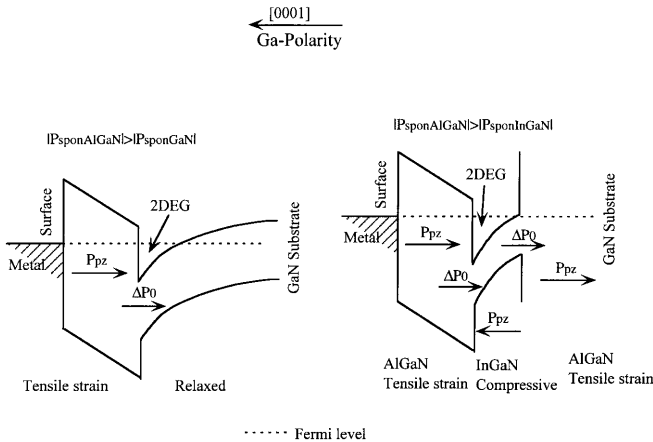 [0001]
Ga-Polarity
|PsponAlGaN|>|PsponGaN|
Surface
2DEG
Metal
Ppz
ΔP0
GaN Substrate
Tensile strain
Relaxed
|PsponAlGaN|>|PsponInGaN|
Surface
2DEG
Metal
Ppz
ΔP0
ΔP0
Ppz
Ppz
GaN Substrate
AlGaN
Tensile strain
InGaN
Compressive
AlGaN
Tensile strain
Fermi level